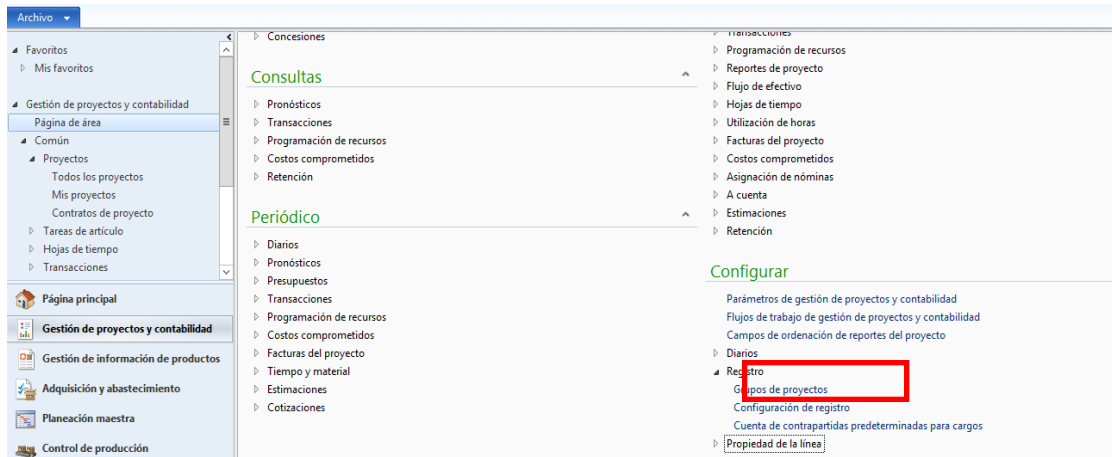 Archivo
Favoritos
Mis favoritos
Gestión de proyectos y contabilidad
Página de área
Común
Proyectos
Todos los proyectos
Mis proyectos
Contratos de proyecto
Tareas de artículo
Hojas de tiempo
Transacciones
Página principal
Gestión de proyectos y contabilidad
Gestión de información de productos
Adquisición y abastecimiento
Planeación maestra
Control de producción
Concesiones
Consultas
Pronósticos
Transacciones
Programación de recursos
Costos comprometidos
Retención
Periódico
Diarios
Pronósticos
Presupuestos
Transacciones
Programación de recursos
Costos comprometidos
Facturas del proyecto
Tiempo y material
Estimaciones
Cotizaciones
Transacciones
Programación de recursos
Reportes de proyecto
Flujo de efectivo
Hojas de tiempo
Utilización de horas
Facturas del proyecto
Costos comprometidos
Asignación de nóminas
A cuenta
Estimaciones
Retención
Configurar
Parámetros de gestión de proyectos y contabilidad
Flujos de trabajo de gestión de proyectos y contabilidad
Campos de ordenación de reportes del proyecto
Diarios
Registro
Grupos de proyectos
Configuración de registro
Cuenta de contrapartidas predeterminadas para cargos
Propiedad de la línea